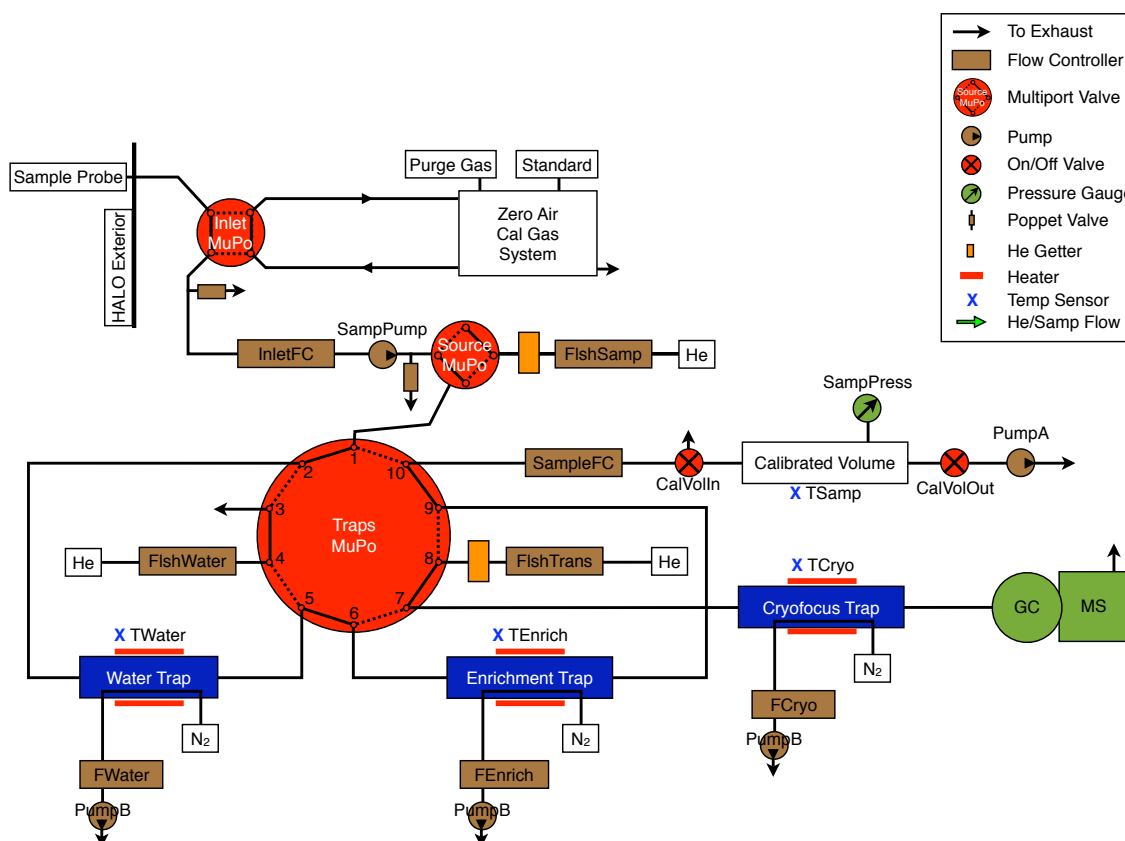 To Exhaust
Flow Controller
Source
MuPo
Multiport Valve
Pump
On/Off Valve
Pressure Gauge
Poppet Valve
He Getter
Heater
X Temp Sensor
He/Samp Flow
Purge Gas
Standard
Sample Probe
HALO Exterior
Inlet
MuPo
Zero Air
Cal Gas
System
SampPump
InletFC
Source
MuPo
FlshSamp
He
SampPress
PumpA
SampleFC
CalVolIn
Calibrated Volume
CalVolOut
X TSamp
1
2
3
4
5
6
7
8
9
10
Traps
MuPo
He
FlshWater
FlshTrans
He
X TCryo
Cryofocus Trap
GC
MS
N2
FCryo
PumpB
X TWater
Water Trap
N2
FWater
PumpB
X TEnrich
Enrichment Trap
N2
FEnrich
PumpB